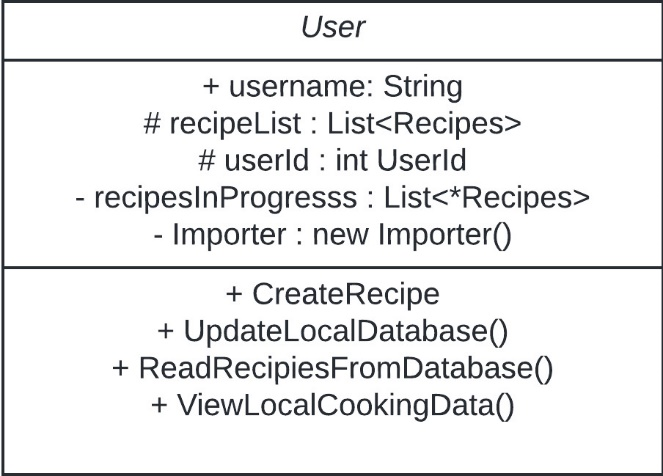 User
+ username: String
# recipeList : List<Recipes>
# userId : int UserId
- recipesInProgresss : List<*Recipes>
- Importer : new Importer()
+ CreateRecipe
+ UpdateLocalDatabase()
+ ReadRecipiesFromDatabase()
+ ViewLocalCookingData()